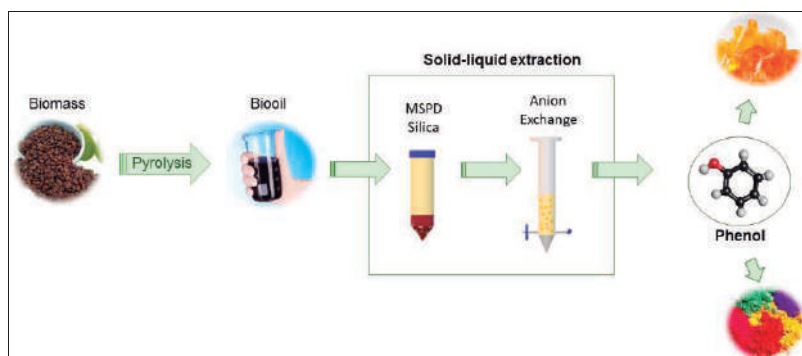 Solid-liquid extraction
Biomass
Biooil
MSPD
Silica
Anion
Exchange
Pyrolysis
Phenol